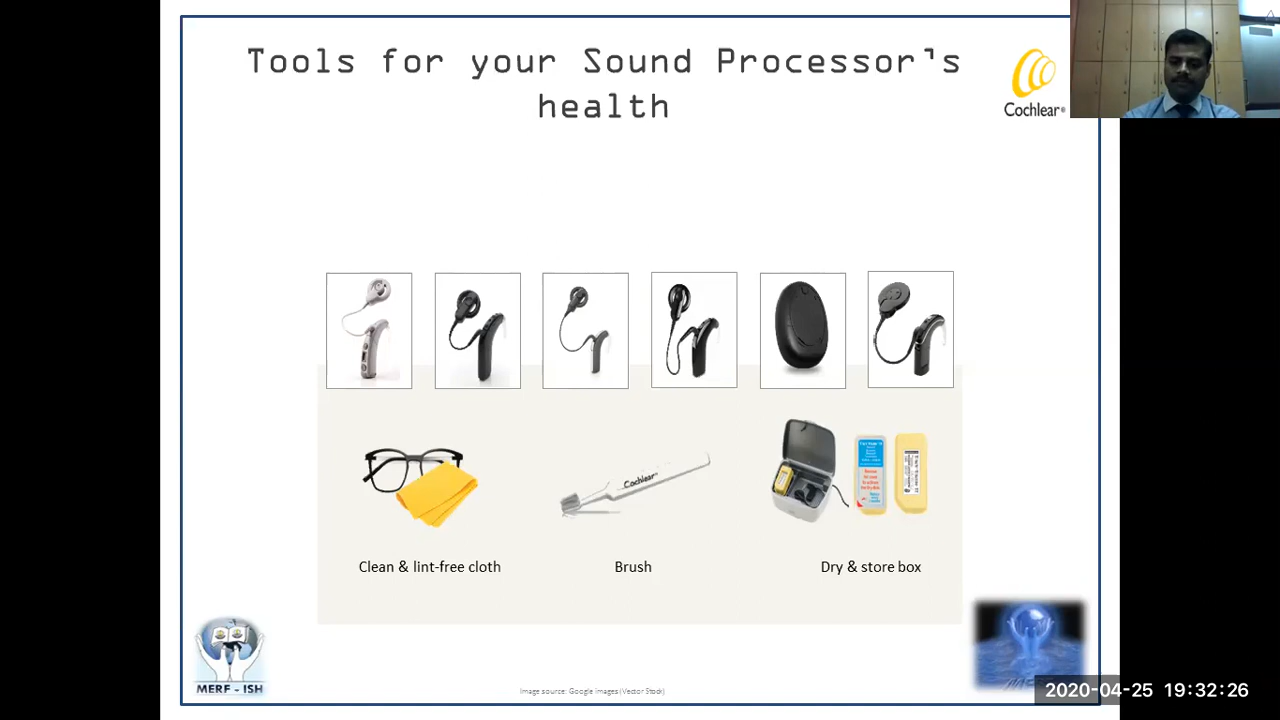 Tools for your Sound Processor's
health
Cochlear®
Cochlear™
Clean & lint-free cloth
Brush
Dry & store box
MERF - ISH
Image source: Google images (Vector Stock)
2020-04-25 19:32:26